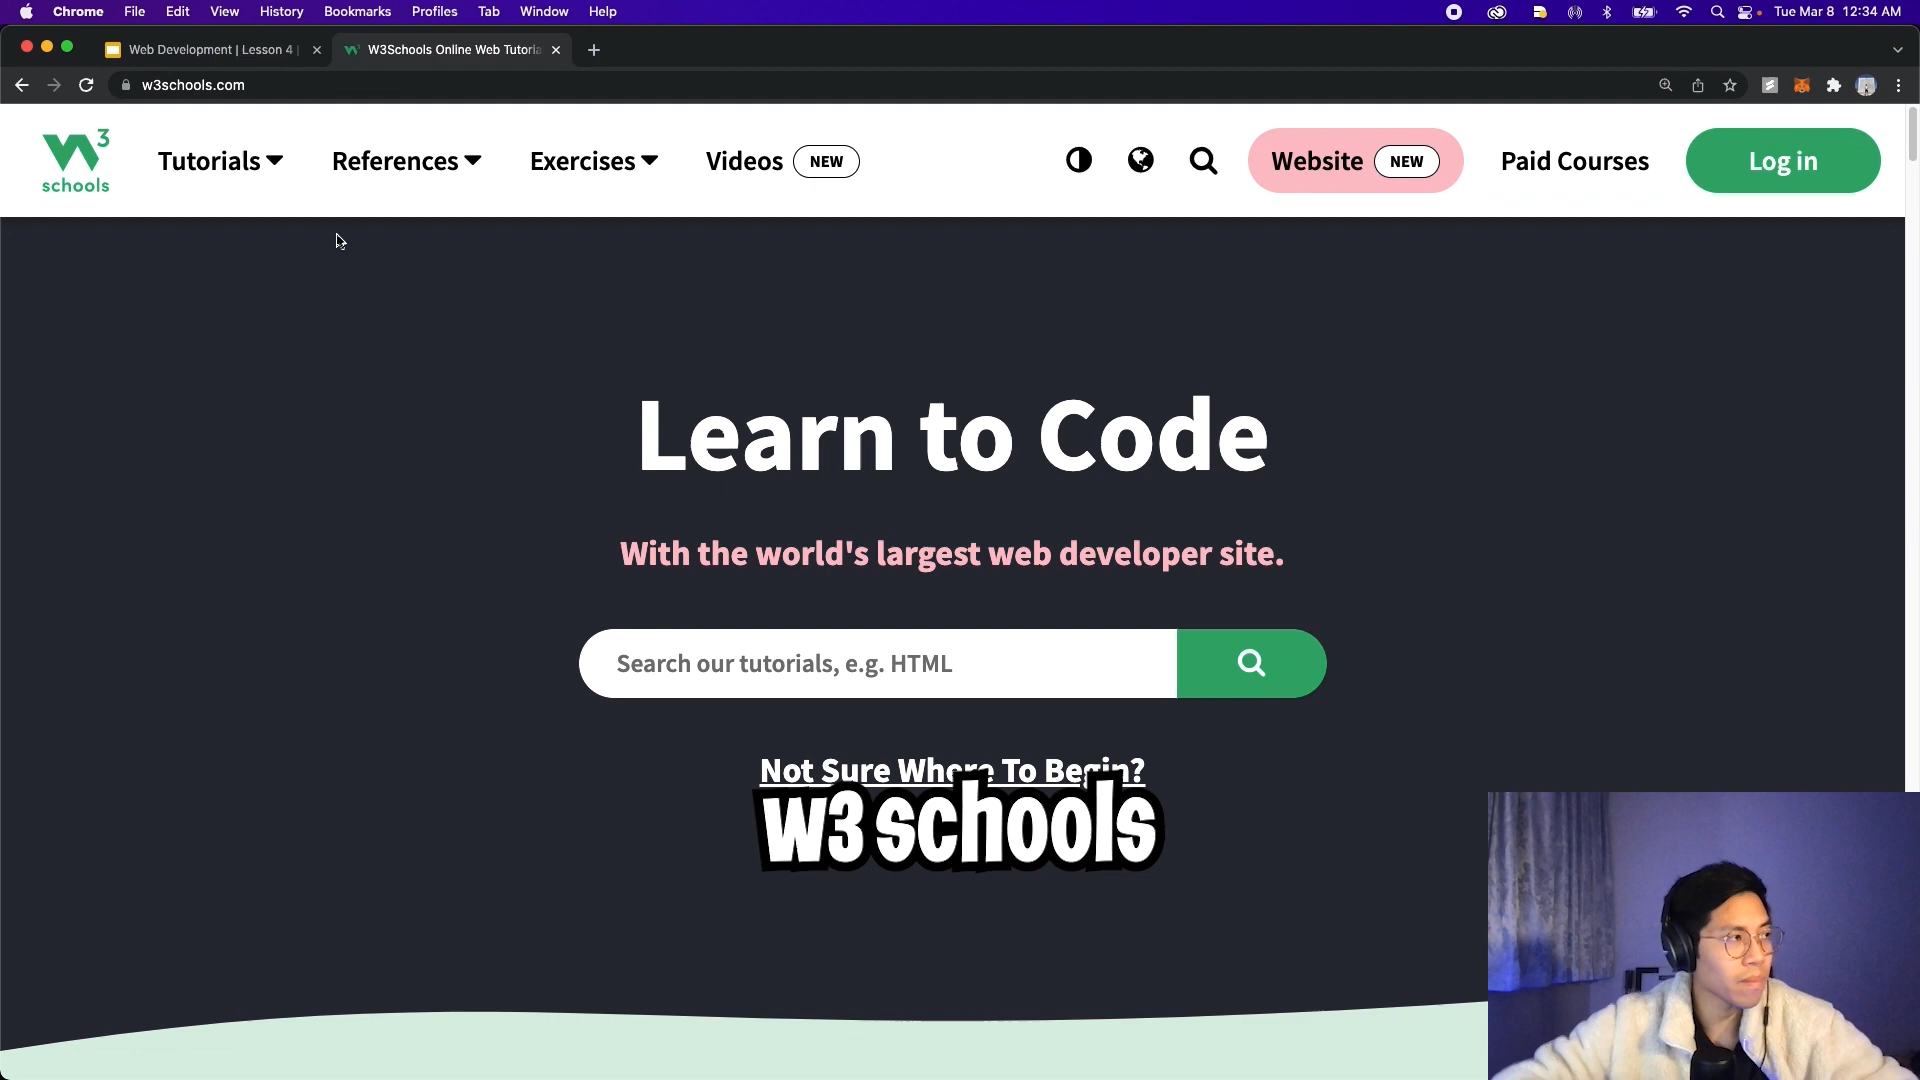 Chrome File Edit View History Bookmarks Profiles Tab Window Help Tue Mar 8 12:34 AM
Web Development | Lesson 4 | W3Schools Online Web Tutoria
w3schools.com
W3 schools Tutorials References Exercises Videos NEW Website NEW Paid Courses Log in
Learn to Code
With the world's largest web developer site.
Search our tutorials, e.g. HTML
Not Sure Where To Begin?
w3 schools